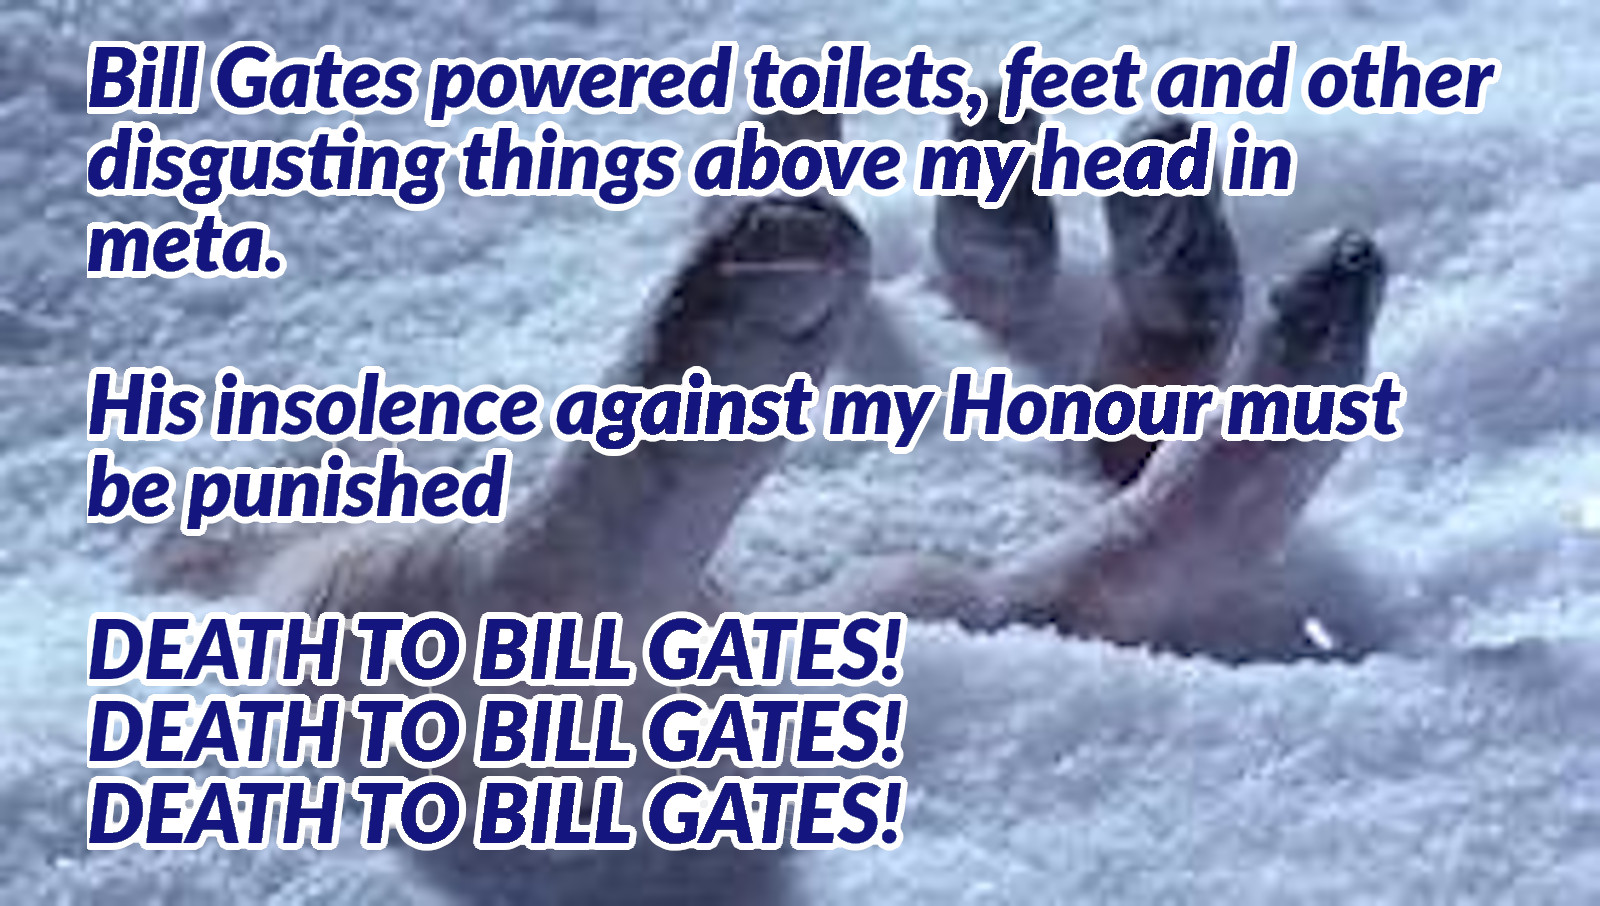 Bill Gates powered toilets, feet and other
disgusting things above my head in
meta.
His insolence against my Honour must
be punished
DEATH TO BILL GATES!
DEATH TO BILL GATES!
DEATH TO BILL GATES!